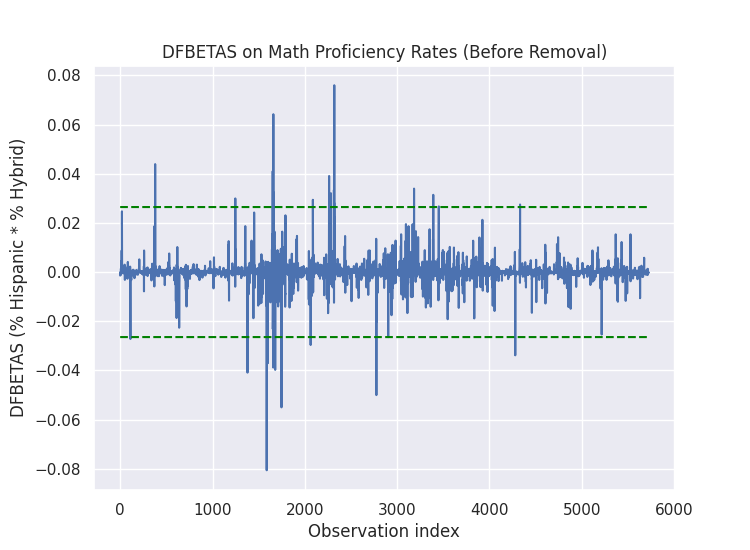 DFBETAS on Math Proficiency Rates (Before Removal)
DFBETAS (% Hispanic * % Hybrid)
0.08
0.06
0.04
0.02
0.00
−0.02
−0.04
−0.06
−0.08
0 1000 2000 3000 4000 5000 6000
Observation index